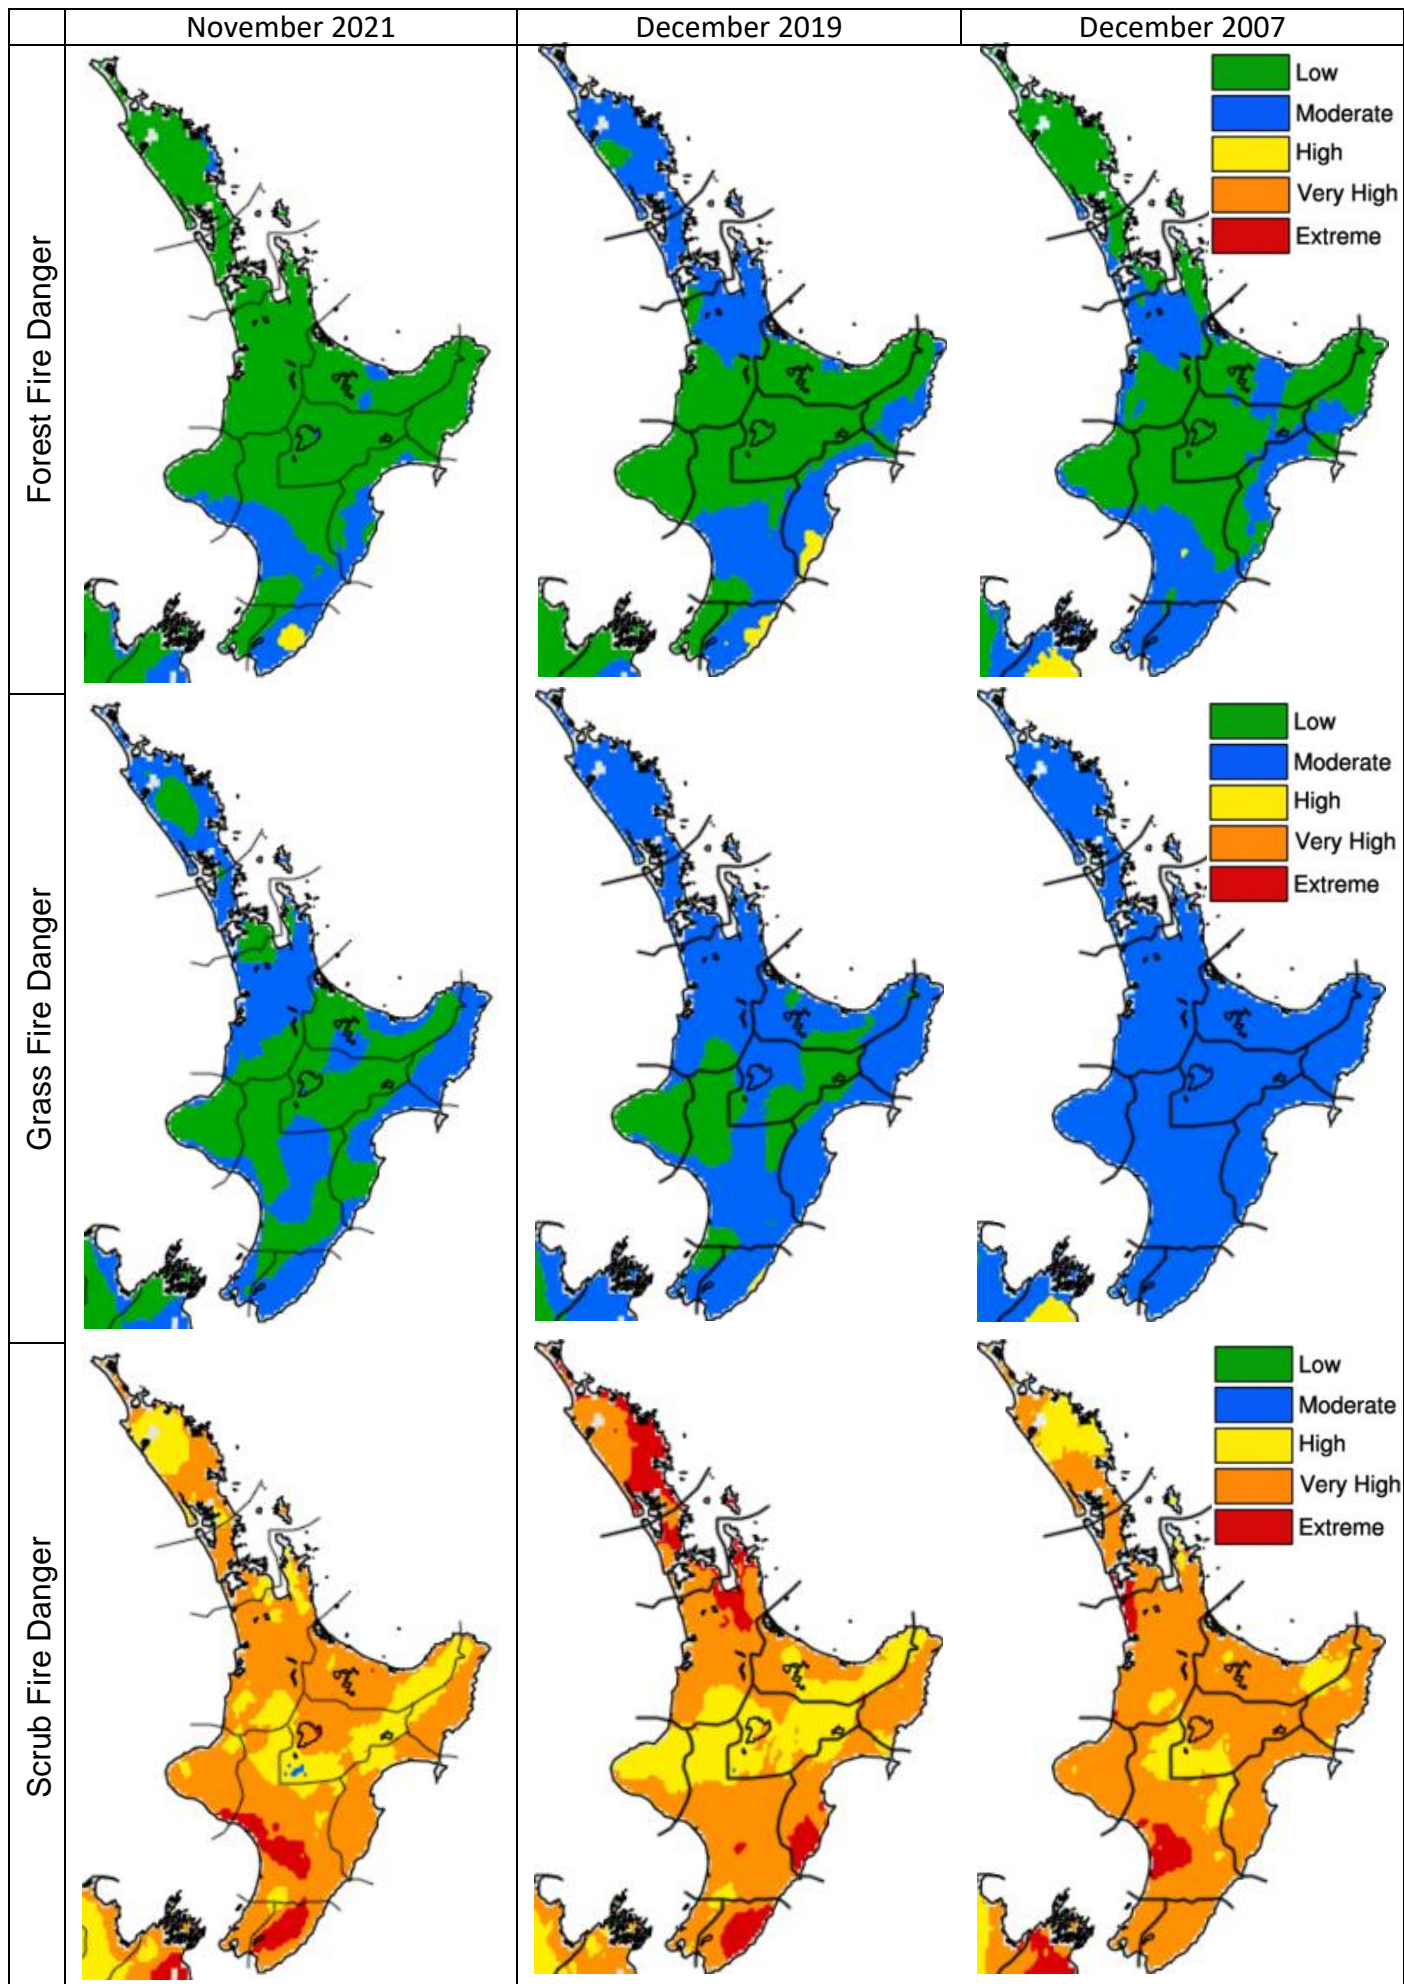 November 2021
December 2019
December 2007
Forest Fire Danger
Low
Moderate
High
Very High
Extreme
Grass Fire Danger
Low
Moderate
High
Very High
Extreme
Scrub Fire Danger
Low
Moderate
High
Very High
Extreme